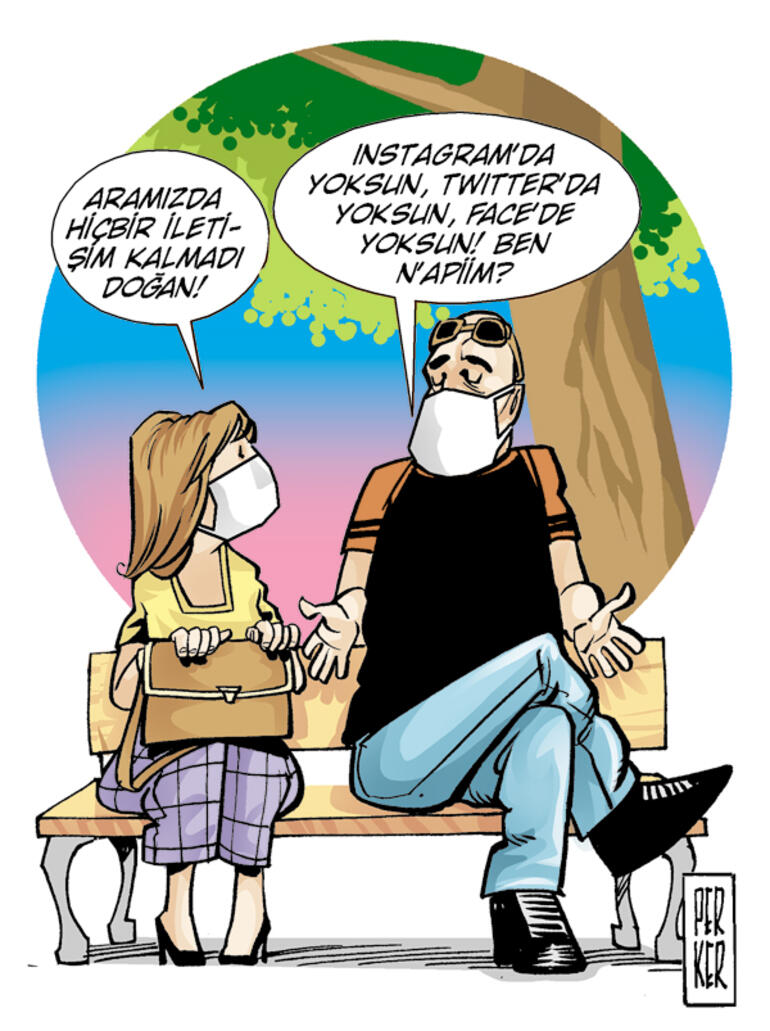 ARAMIZDA
HİÇBİR İLETİ-
ŞİM KALMADI
DOĞAN!
INSTAGRAM'DA
YOKSUN, TWITTER'DA
YOKSUN, FACE'DE
YOKSUN! BEN
N'APİİM?
PER
KER